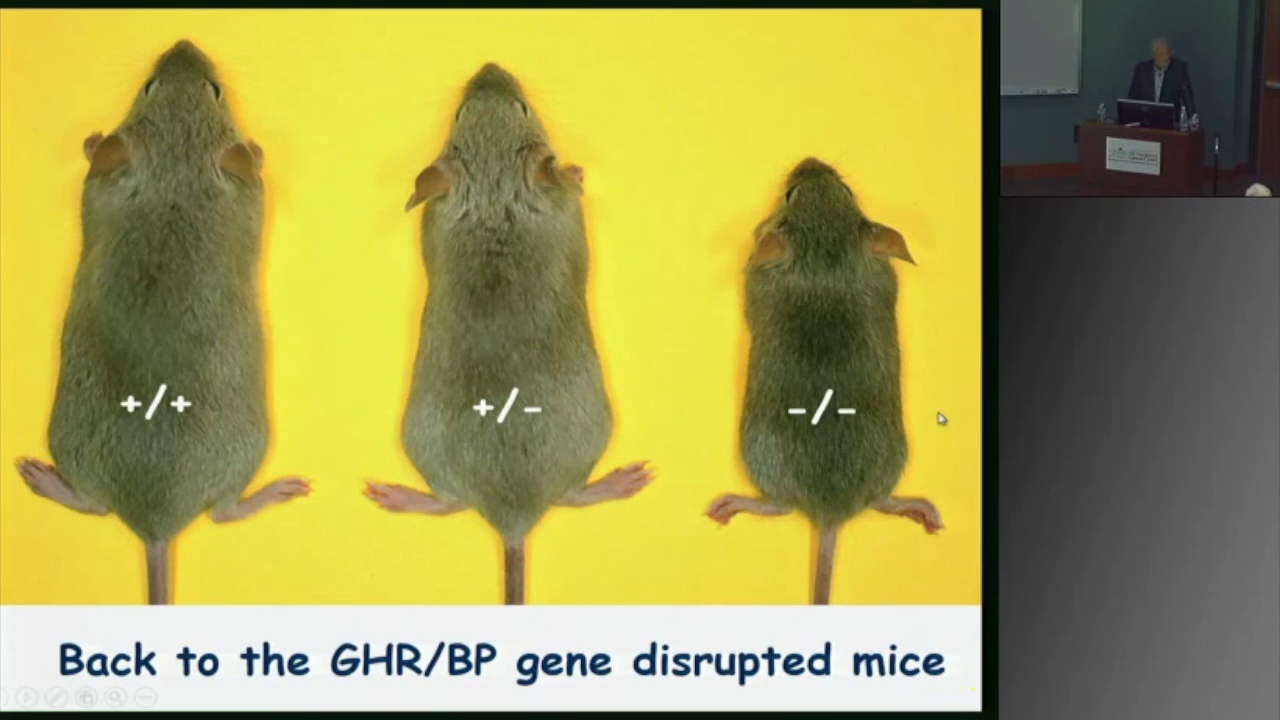 +/+
+/-
-/-
Back to the GHR/BP gene disrupted mice